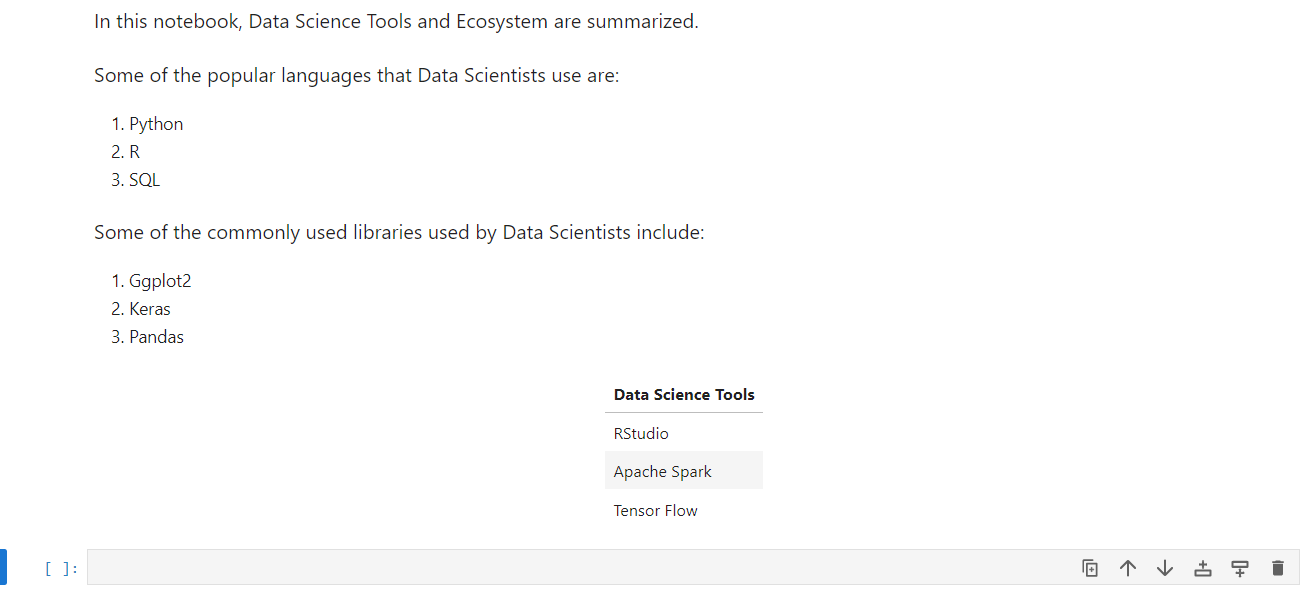 In this notebook, Data Science Tools and Ecosystem are summarized.
Some of the popular languages that Data Scientists use are:
1. Python
2. R
3. SQL
Some of the commonly used libraries used by Data Scientists include:
1. Ggplot2
2. Keras
3. Pandas
Data Science Tools
RStudio
Apache Spark
Tensor Flow
[ ]: